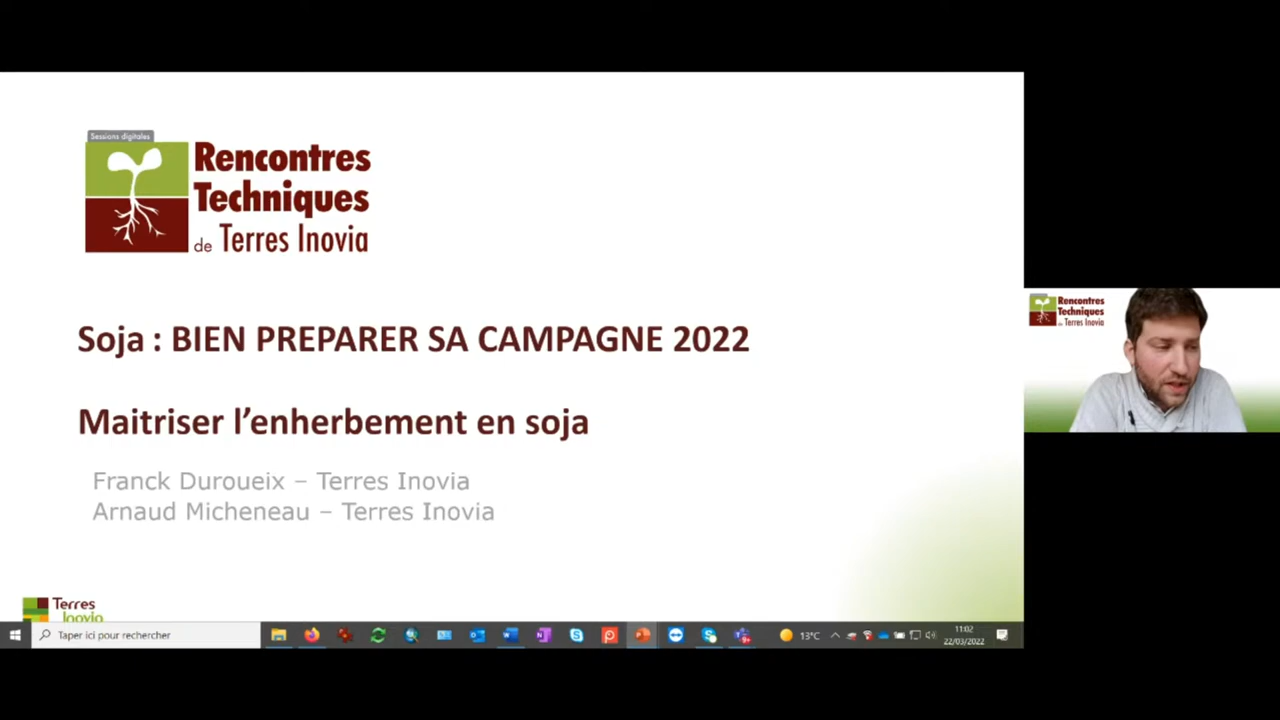 Sessions digitales
Rencontres
Techniques
de Terres Inovia
Soja : BIEN PREPARER SA CAMPAGNE 2022
Maitriser l'enherbement en soja
Franck Duroueix – Terres Inovia
Arnaud Micheneau – Terres Inovia
Rencontres
Techniques
de Terres Inovia
Terres
Inovia
Taper ici pour rechercher
13°C
11:02
22/03/2022